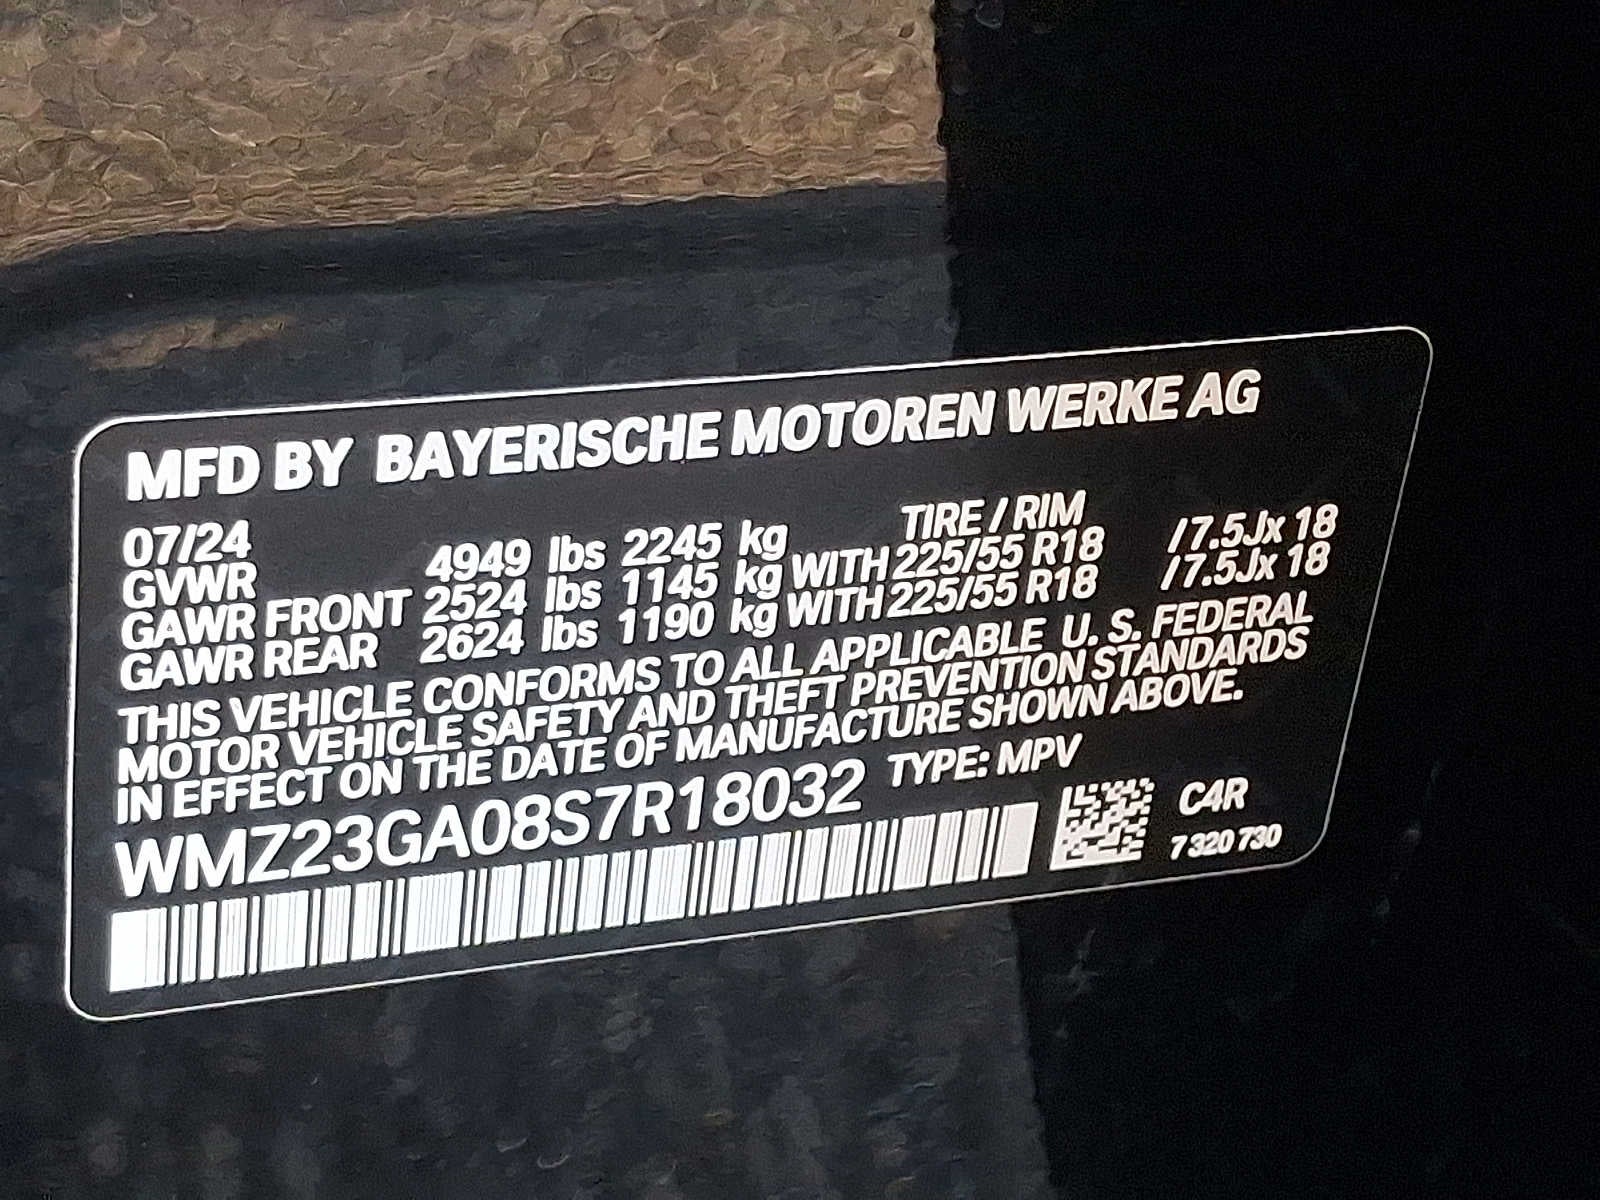 MFD BY BAYERISCHE MOTOREN WERKE AG
07/24 TIRE / RIM
GVWR 4949 lbs 2245 kg
GAWR FRONT 2524 lbs 1145 kg WITH 225/55 R18 /7.5Jx 18
GAWR REAR 2624 lbs 1190 kg WITH 225/55 R18 /7.5Jx 18
THIS VEHICLE CONFORMS TO ALL APPLICABLE U. S. FEDERAL
MOTOR VEHICLE SAFETY AND THEFT PREVENTION STANDARDS
IN EFFECT ON THE DATE OF MANUFACTURE SHOWN ABOVE.
WMZ23GA08S7R18032 TYPE: MPV
C4R
7 320 730